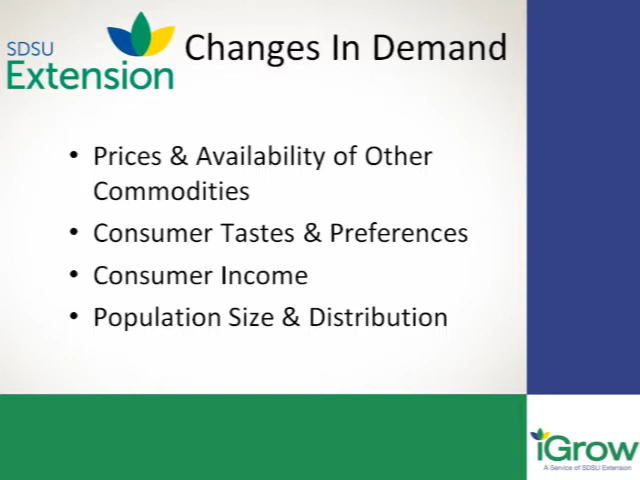 SDSU
Extension
Changes In Demand
• Prices & Availability of Other
Commodities
• Consumer Tastes & Preferences
• Consumer Income
• Population Size & Distribution
iGrow
A Service of SDSU Extension